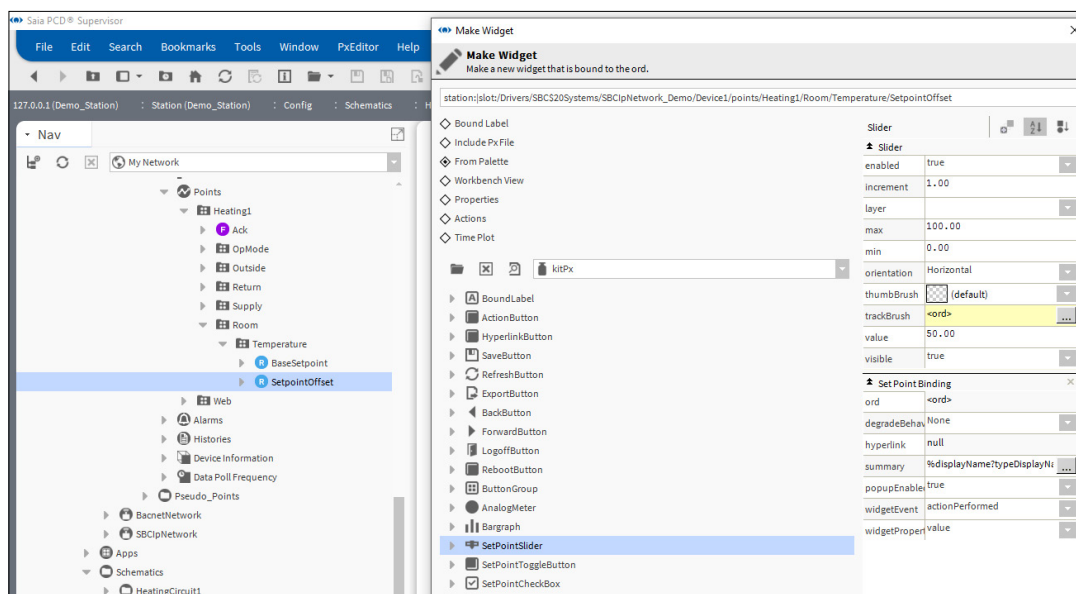 Saia PCD® Supervisor
File Edit Search Bookmarks Tools Window PxEditor Help
127.0.0.1 (Demo_Station) : Station (Demo_Station) : Config : Schematics : H
Nav
My Network
Points
Heating1
F Ack
OpMode
Outside
Return
Supply
Room
Temperature
R BaseSetpoint
R SetpointOffset
Web
Alarms
Histories
Device Information
Data Poll Frequency
Pseudo_Points
BacnetNetwork
SBCIpNetwork
Apps
Schematics
HeatingCircuit1
Make Widget
Make Widget
Make a new widget that is bound to the ord.
station:|slot:/Drivers/SBC$20Systems/SBCIpNetwork_Demo/Device1/points/Heating1/Room/Temperature/SetpointOffset
Bound Label
Include Px File
From Palette
Workbench View
Properties
Actions
Time Plot
kitPx
A BoundLabel
ActionButton
HyperlinkButton
SaveButton
RefreshButton
ExportButton
BackButton
ForwardButton
LogoffButton
RebootButton
ButtonGroup
AnalogMeter
Bargraph
SetPointSlider
SetPointToggleButton
SetPointCheckBox
Slider
Slider
enabled true
increment 1.00
layer
max 100.00
min 0.00
orientation Horizontal
thumbBrush (default)
trackBrush <ord> ...
value 50.00
visible true
Set Point Binding
ord <ord>
degradeBehav None
hyperlink null
summary %displayName?typeDisplayNa ...
popupEnable true
widgetEvent actionPerformed
widgetPropert value